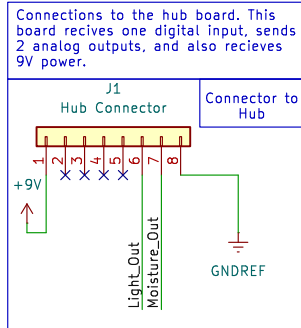 Connections to the hub board. This
board recives one digital input, sends
2 analog outputs, and also recieves
9V power.
J1
Hub Connector
Connector to
Hub
1
2
3
4
5
6
7
8
+9V
Light_Out
Moisture_Out
GNDREF